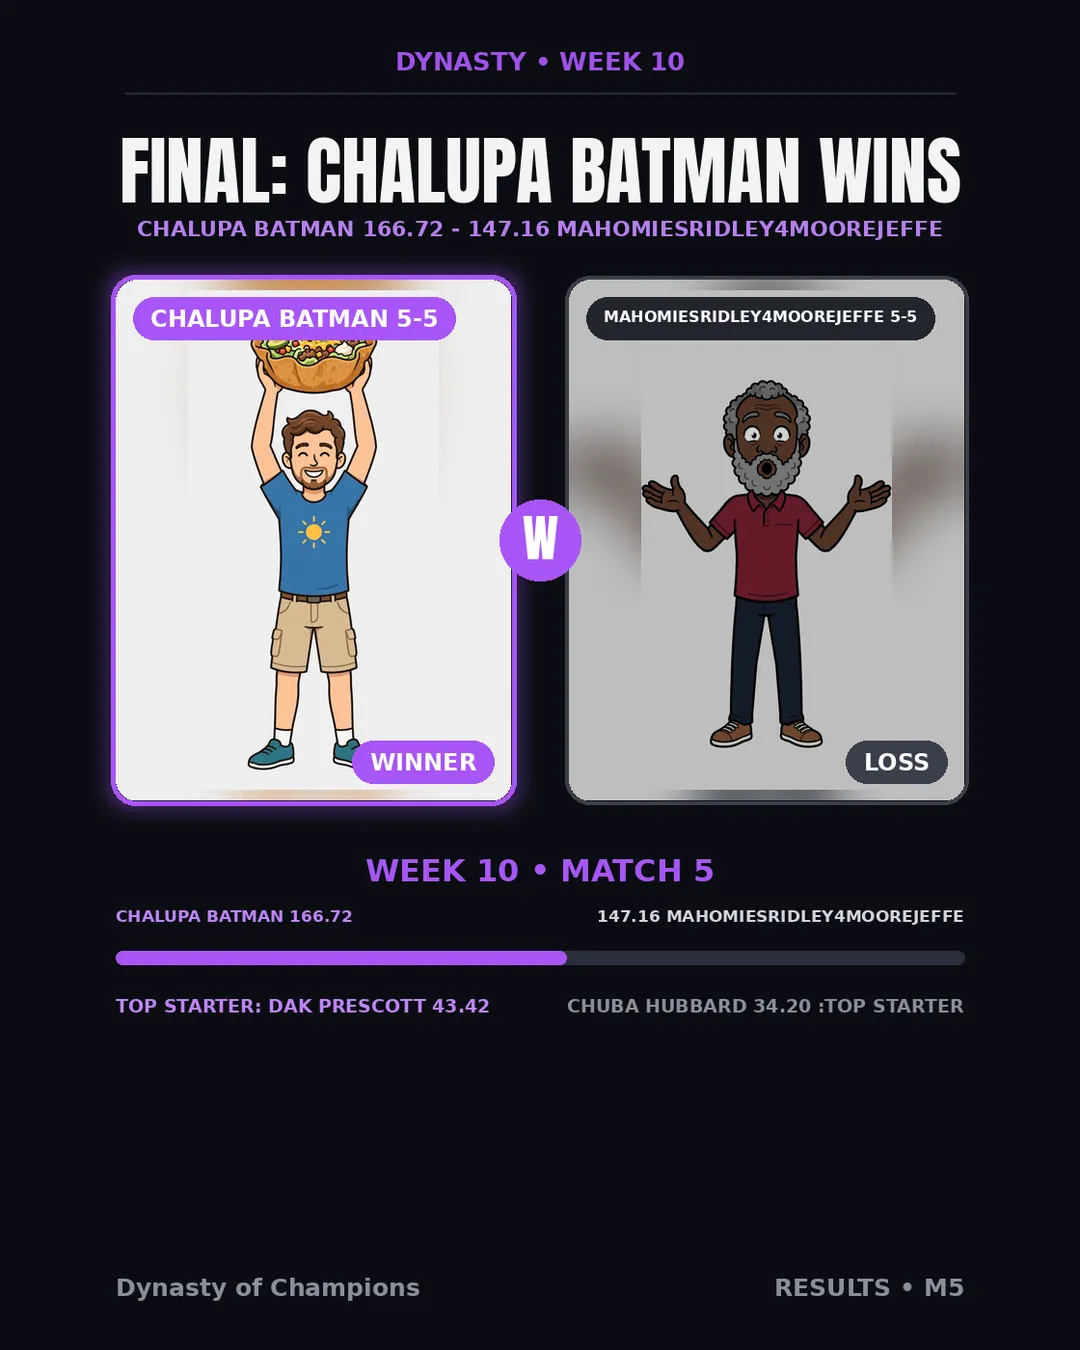 DYNASTY • WEEK 10
FINAL: CHALUPA BATMAN WINS
CHALUPA BATMAN 166.72 - 147.16 MAHOMIESRIDLEY4MOOREJEFFE
CHALUPA BATMAN 5-5
MAHOMIESRIDLEY4MOOREJEFFE 5-5
W
WINNER
LOSS
WEEK 10 • MATCH 5
CHALUPA BATMAN 166.72
147.16 MAHOMIESRIDLEY4MOOREJEFFE
TOP STARTER: DAK PRESCOTT 43.42
CHUBA HUBBARD 34.20 :TOP STARTER
Dynasty of Champions
RESULTS • M5